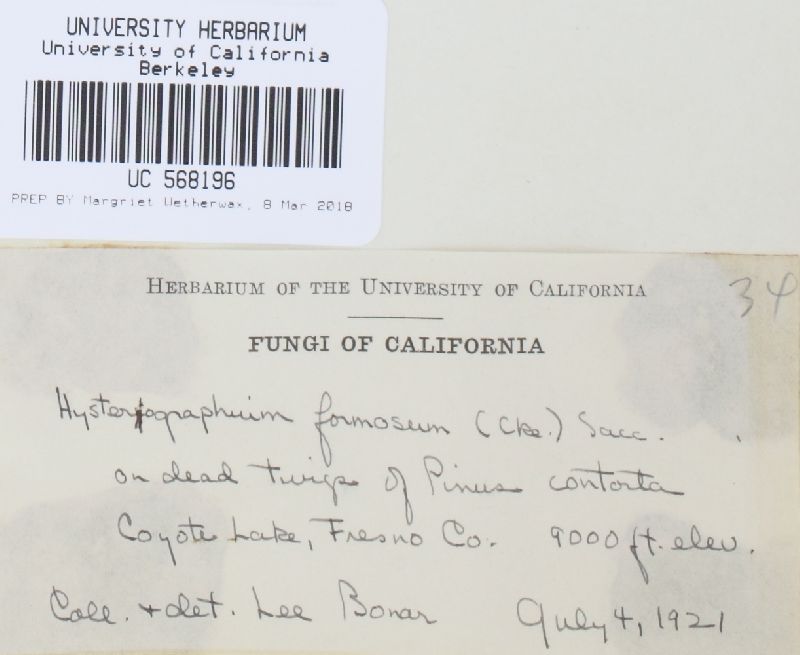 UNIVERSITY HERBARIUM
University of California
Berkeley
UC 568196
PREP BY Margriet Wetherwax, 8 Mar 2018
HERBARIUM OF THE UNIVERSITY OF CALIFORNIA
34
FUNGI OF CALIFORNIA
Hysterographium formosum (Cke.) Sacc.
on dead twigs of Pinus contorta
Coyote Lake, Fresno Co. 9000 ft. elev.
Coll. + det. Lee Bonar July 4, 1921